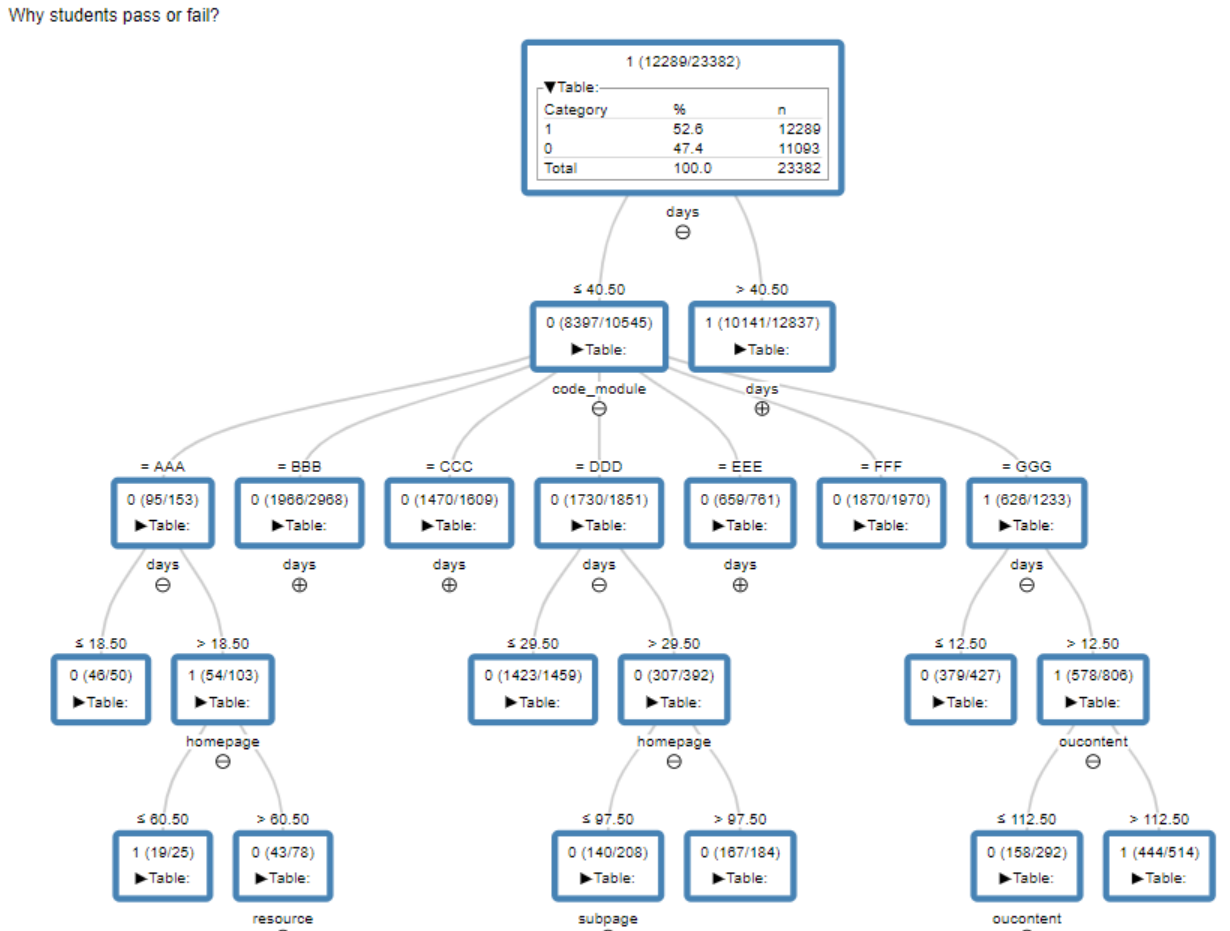 Why students pass or fail?
1 (12289/23382)
▼Table:
Category % n
1 52.6 12289
0 47.4 11093
Total 100.0 23382
days
≤ 40.50 > 40.50
0 (8397/10545) 1 (10141/12837)
▶Table: ▶Table:
code_module days
= AAA = BBB = CCC = DDD = EEE = FFF = GGG
0 (95/153) 0 (1966/2968) 0 (1470/1609) 0 (1730/1851) 0 (659/761) 0 (1870/1970) 1 (626/1233)
▶Table: ▶Table: ▶Table: ▶Table: ▶Table: ▶Table: ▶Table:
days days days days days days
≤ 18.50 > 18.50 ≤ 29.50 > 29.50 ≤ 12.50 > 12.50
0 (46/50) 1 (54/103) 0 (1423/1459) 0 (307/392) 0 (379/427) 1 (578/806)
▶Table: ▶Table: ▶Table: ▶Table: ▶Table: ▶Table:
homepage homepage oucontent
≤ 60.50 > 60.50 ≤ 97.50 > 97.50 ≤ 112.50 > 112.50
1 (19/25) 0 (43/78) 0 (140/208) 0 (167/184) 0 (158/292) 1 (444/514)
▶Table: ▶Table: ▶Table: ▶Table: ▶Table: ▶Table:
resource subpage oucontent